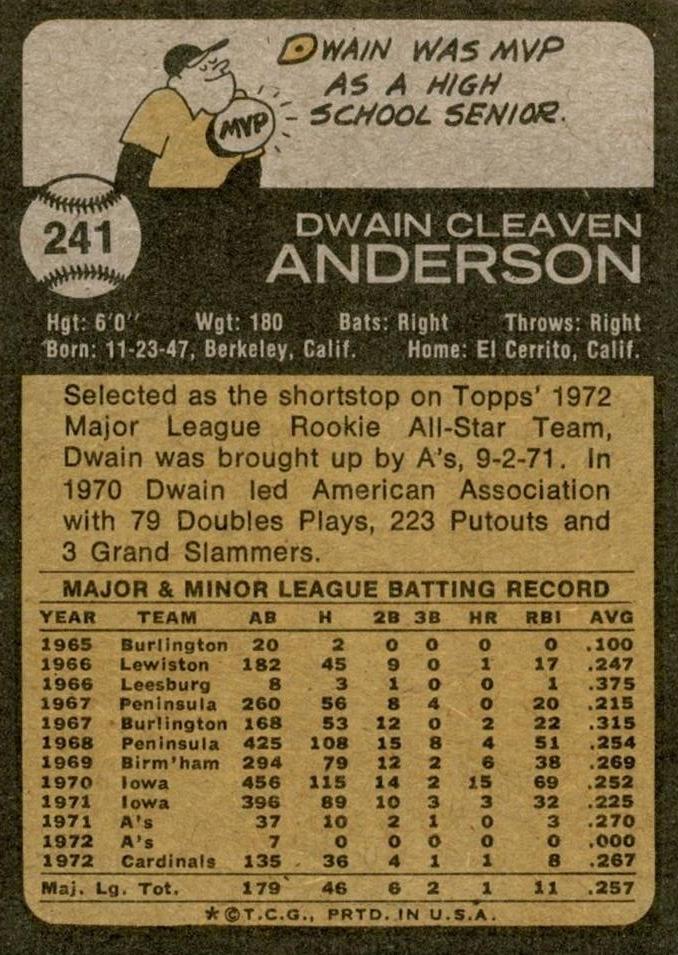 DWAIN WAS MVP
AS A HIGH
SCHOOL SENIOR.
MVP
241
DWAIN CLEAVEN
ANDERSON
Hgt: 6'0" Wgt: 180 Bats: Right Throws: Right
Born: 11-23-47, Berkeley, Calif. Home: El Cerrito, Calif.
Selected as the shortstop on Topps' 1972
Major League Rookie All-Star Team,
Dwain was brought up by A's, 9-2-71. In
1970 Dwain led American Association
with 79 Doubles Plays, 223 Putouts and
3 Grand Slammers.
MAJOR & MINOR LEAGUE BATTING RECORD
YEAR TEAM AB H 2B 3B HR RBI AVG
1965 Burlington 20 2 0 0 0 0 .100
1966 Lewiston 182 45 9 0 1 17 .247
1966 Leesburg 8 3 1 0 0 1 .375
1967 Peninsula 260 56 8 4 0 20 .215
1967 Burlington 168 53 12 0 2 22 .315
1968 Peninsula 425 108 15 8 4 51 .254
1969 Birm'ham 294 79 12 2 6 38 .269
1970 Iowa 456 115 14 2 15 69 .252
1971 Iowa 396 89 10 3 3 32 .225
1971 A's 37 10 2 1 0 3 .270
1972 A's 7 0 0 0 0 0 .000
1972 Cardinals 135 36 4 1 1 8 .267
Maj. Lg. Tot. 179 46 6 2 1 11 .257
*©T.C.G., PRTD. IN U.S.A.